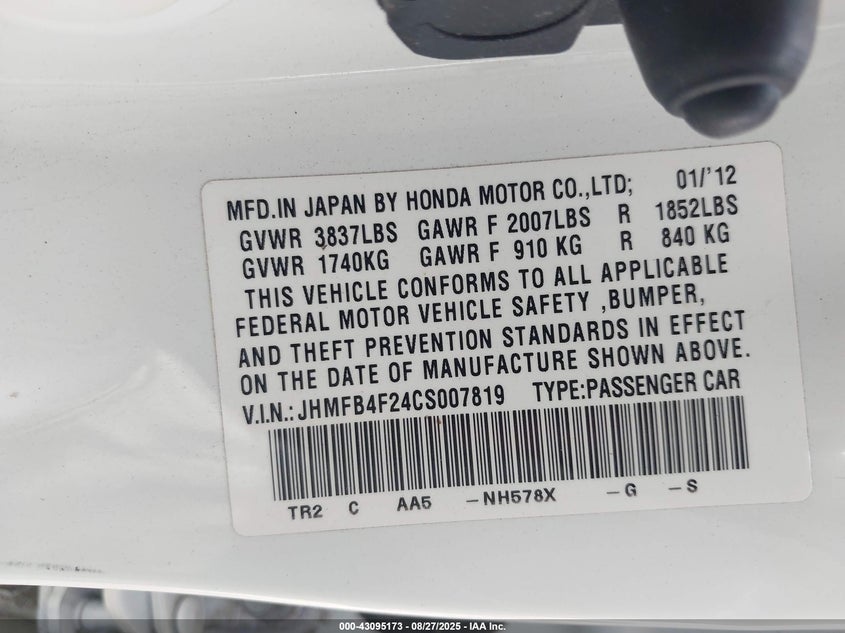 MFD.IN JAPAN BY HONDA MOTOR CO.,LTD; 01/'12
GVWR 3837LBS GAWR F 2007LBS R 1852LBS
GVWR 1740KG GAWR F 910 KG R 840 KG
THIS VEHICLE CONFORMS TO ALL APPLICABLE
FEDERAL MOTOR VEHICLE SAFETY ,BUMPER,
AND THEFT PREVENTION STANDARDS IN EFFECT
ON THE DATE OF MANUFACTURE SHOWN ABOVE.
V.I.N.: JHMFB4F24CS007819 TYPE:PASSENGER CAR
TR2 C AA5 -NH578X -G -S
000-43095173 - 08/27/2025 - IAA Inc.